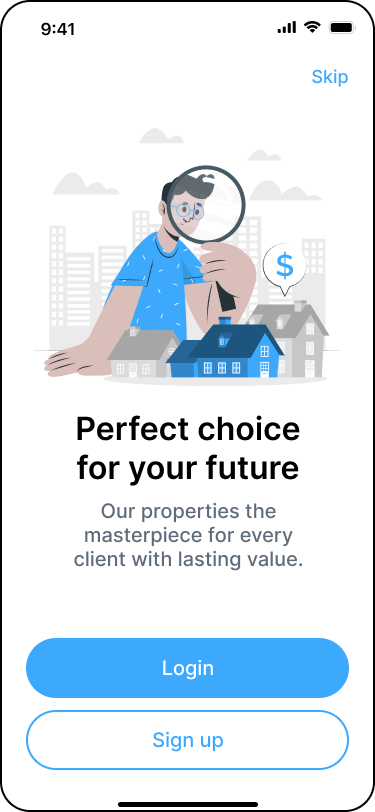 9:41
Skip
$
Perfect choice
for your future
Our properties the
masterpiece for every
client with lasting value.
Login
Sign up